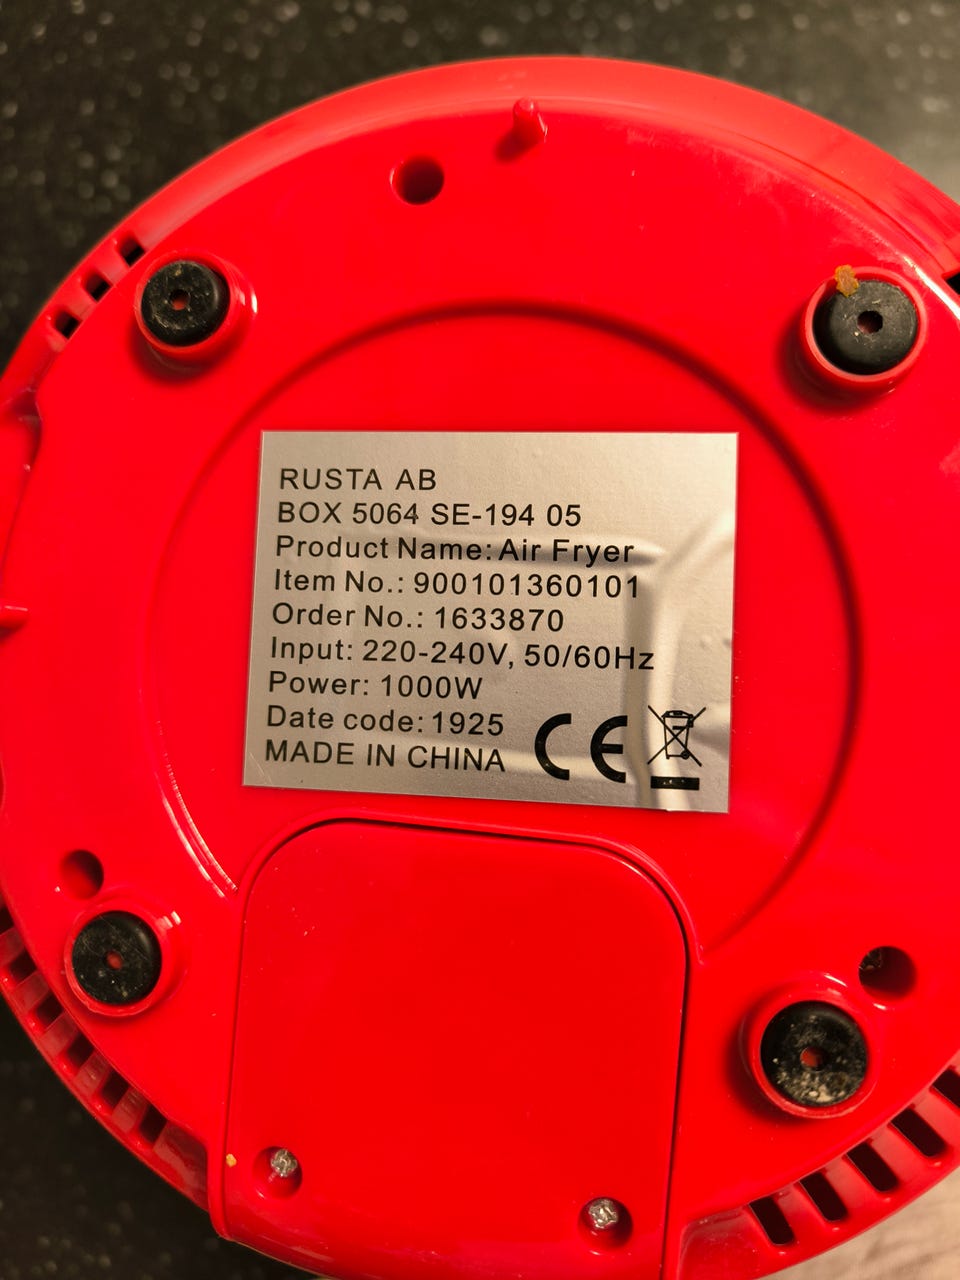 RUSTA AB
BOX 5064 SE-194 05
Product Name: Air Fryer
Item No.: 900101360101
Order No.: 1633870
Input: 220-240V, 50/60Hz
Power: 1000W
Date code: 1925
MADE IN CHINA CE